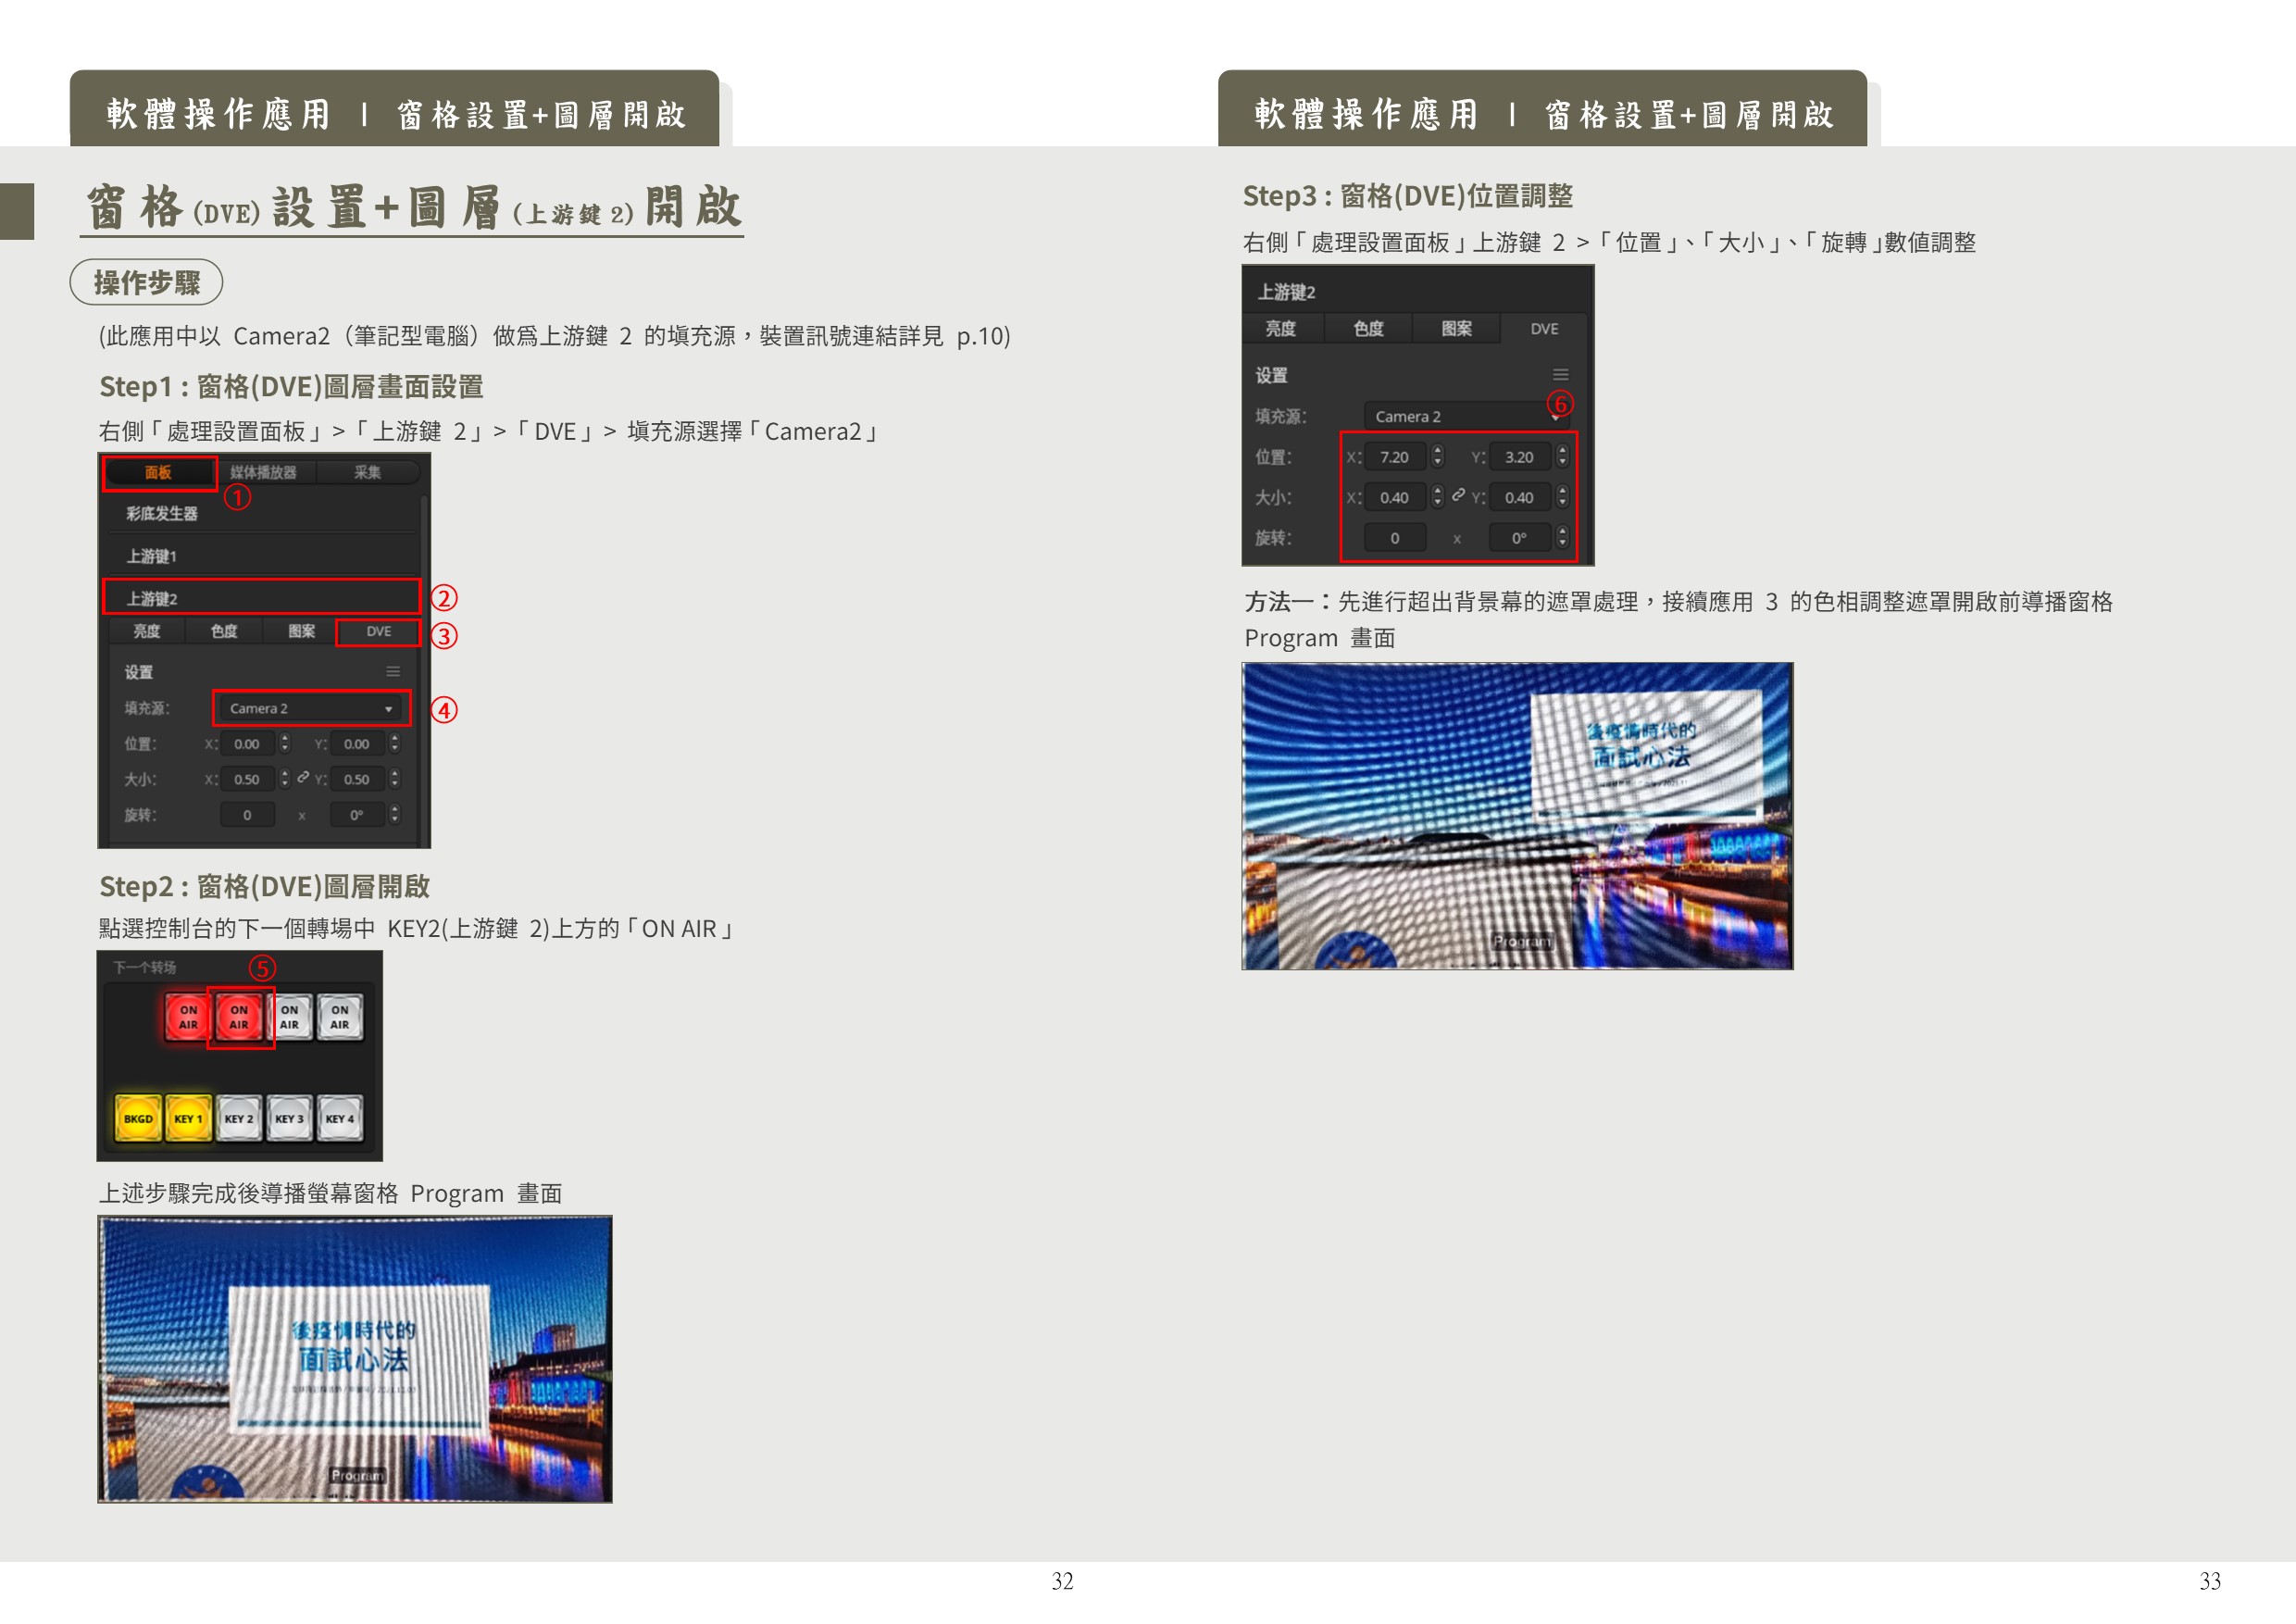 軟體操作應用 | 窗格設置+圖層開啟
窗格(DVE)設置+圖層(上游鍵2)開啟
操作步驟
(此應用中以 Camera2（筆記型電腦）做爲上游鍵 2 的填充源，裝置訊號連結詳見 p.10)
Step1 : 窗格(DVE)圖層畫面設置
右側「處理設置面板」>「上游鍵 2」>「DVE」> 填充源選擇「Camera2」
面板 媒体播放器 采集
①
彩底发生器
上游键1
上游键2 ②
亮度 色度 图案 DVE ③
设置
填充源: Camera 2 ④
位置: X: 0.00 Y: 0.00
大小: X: 0.50 Y: 0.50
旋转: 0 x 0°
Step2 : 窗格(DVE)圖層開啟
點選控制台的下一個轉場中 KEY2(上游鍵 2)上方的「ON AIR」
下一个转场 ⑤
ON AIR ON AIR ON AIR ON AIR
BKGD KEY 1 KEY 2 KEY 3 KEY 4
上述步驟完成後導播螢幕窗格 Program 畫面
後疫情時代的
面試心法
Program
32
軟體操作應用 | 窗格設置+圖層開啟
Step3 : 窗格(DVE)位置調整
右側「處理設置面板」上游鍵 2 >「位置」、「大小」、「旋轉」數值調整
上游键2
亮度 色度 图案 DVE
设置
⑥
填充源: Camera 2
位置: X: 7.20 Y: 3.20
大小: X: 0.40 Y: 0.40
旋转: 0 x 0°
方法一：先進行超出背景幕的遮罩處理，接續應用 3 的色相調整遮罩開啟前導播窗格
Program 畫面
後疫情時代的
面試心法
Program
33